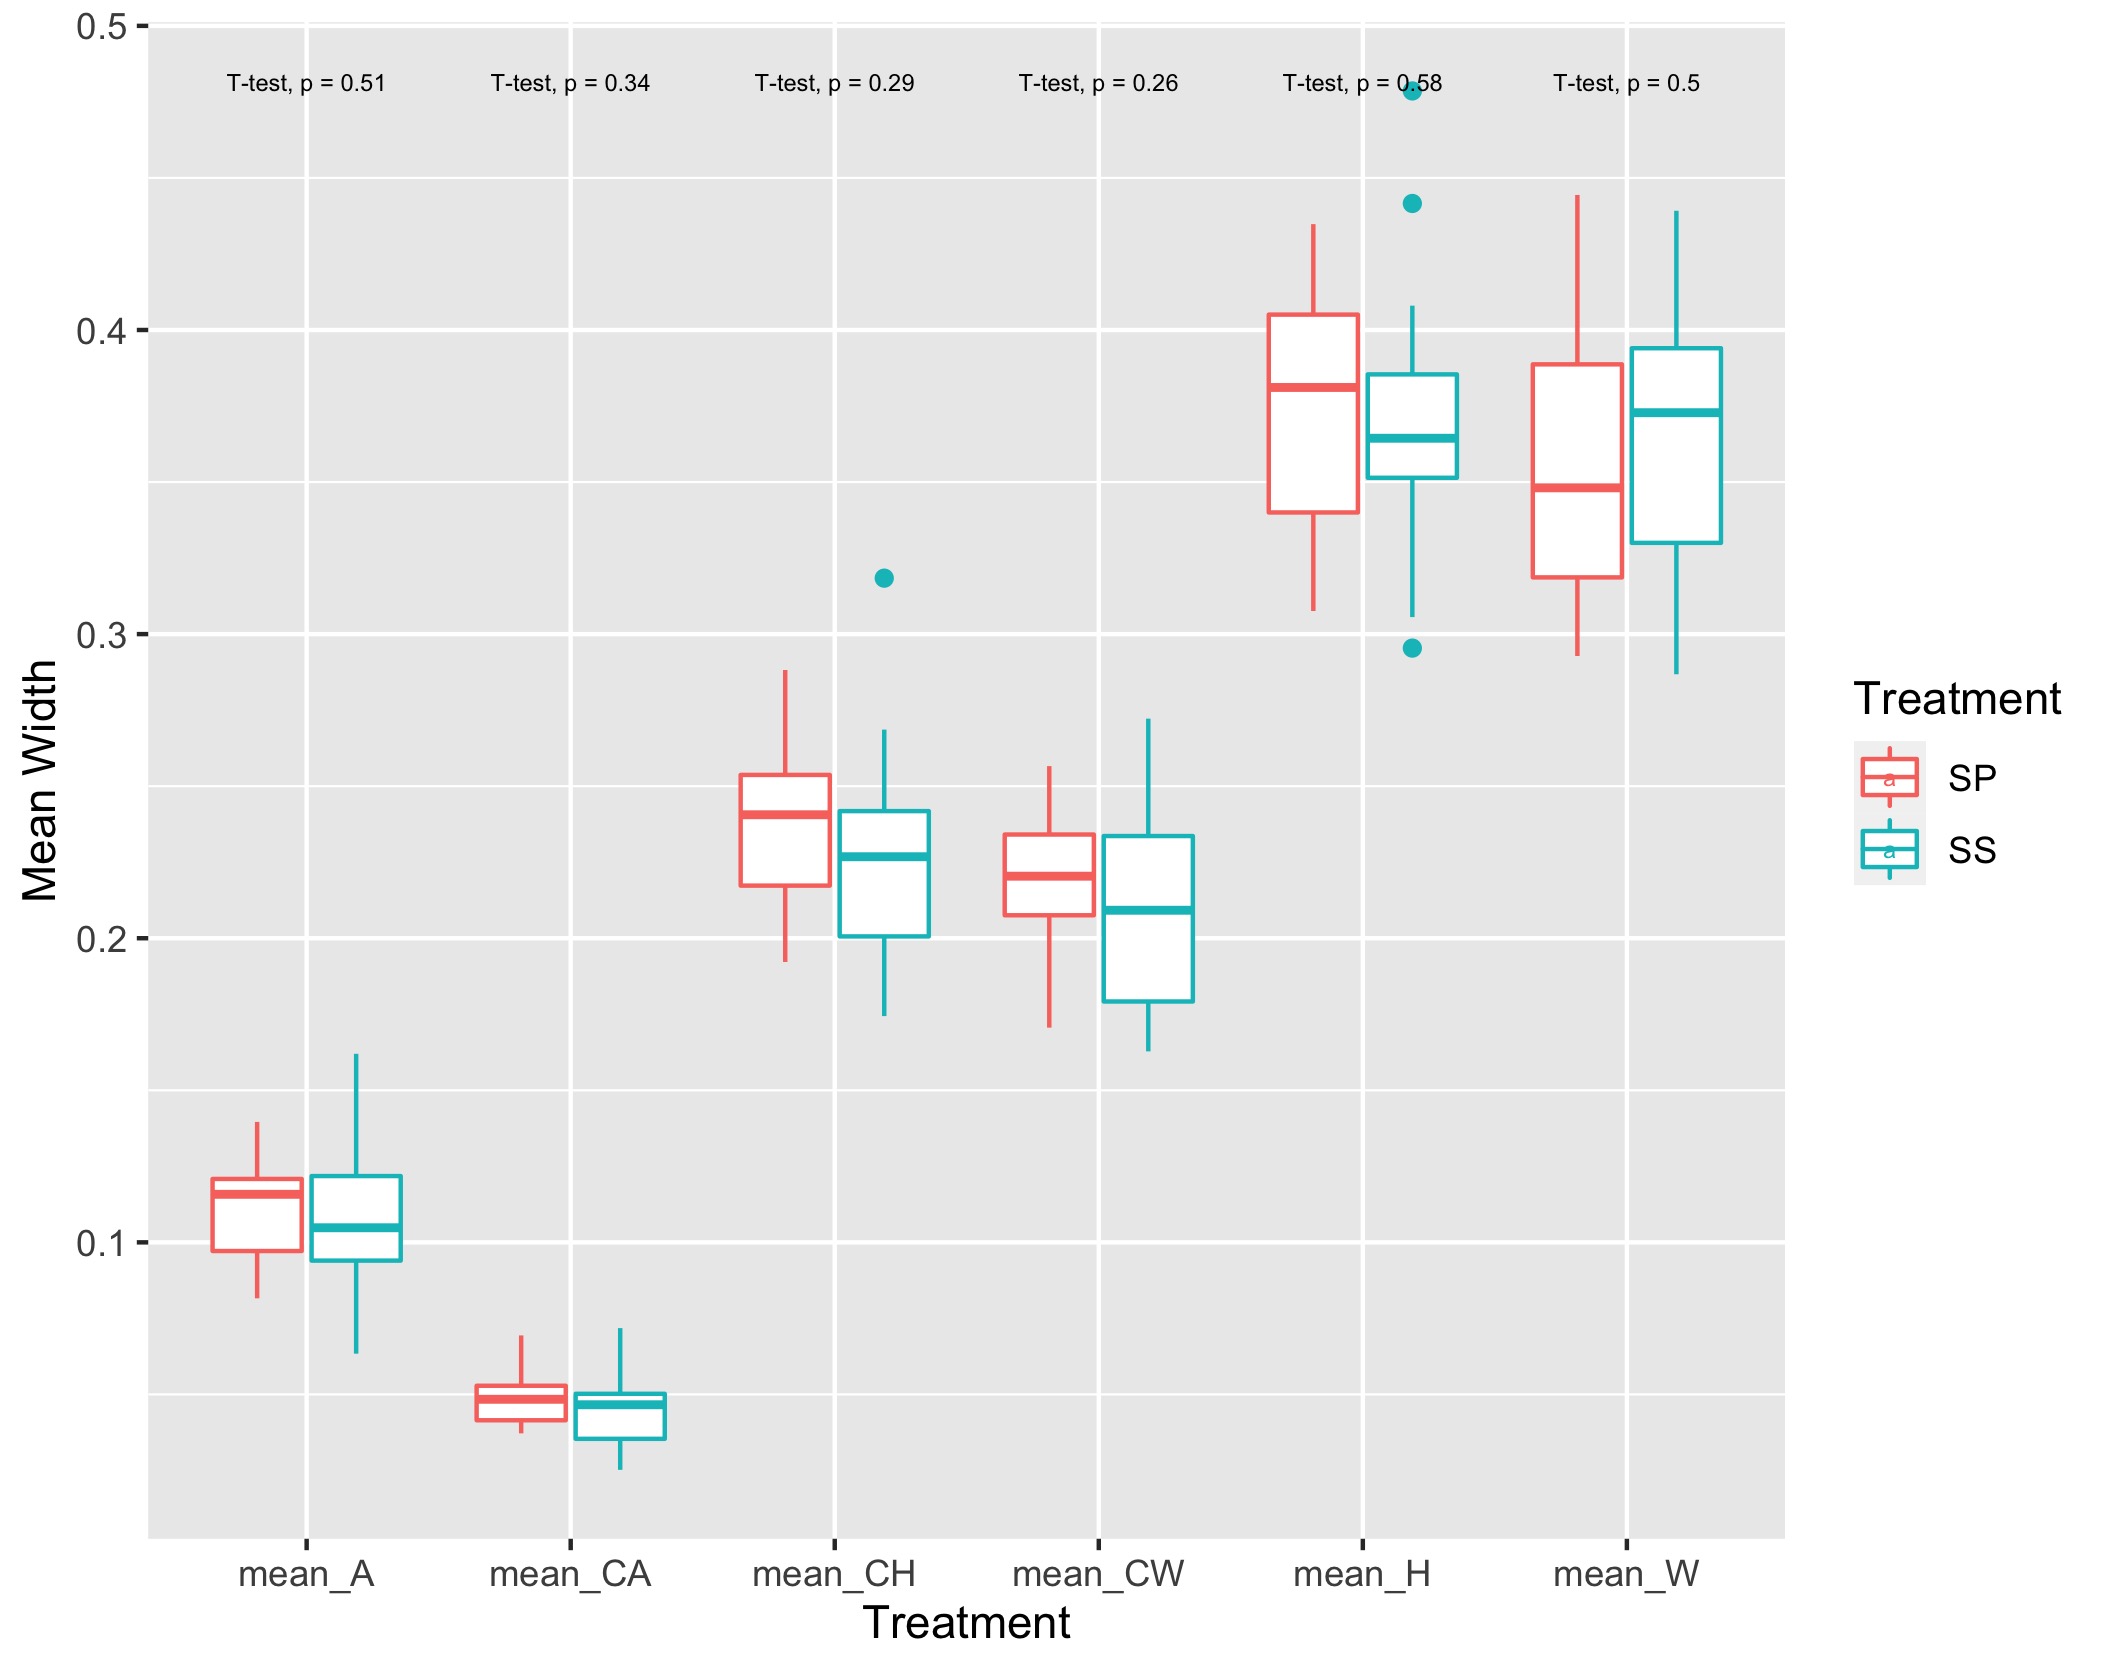 0.5
T-test, p = 0.51
T-test, p = 0.34
T-test, p = 0.29
T-test, p = 0.26
T-test, p = 0.58
T-test, p = 0.5
0.4
0.3
0.2
0.1
Mean Width
mean_A
mean_CA
mean_CH
mean_CW
mean_H
mean_W
Treatment
Treatment
a SP
a SS